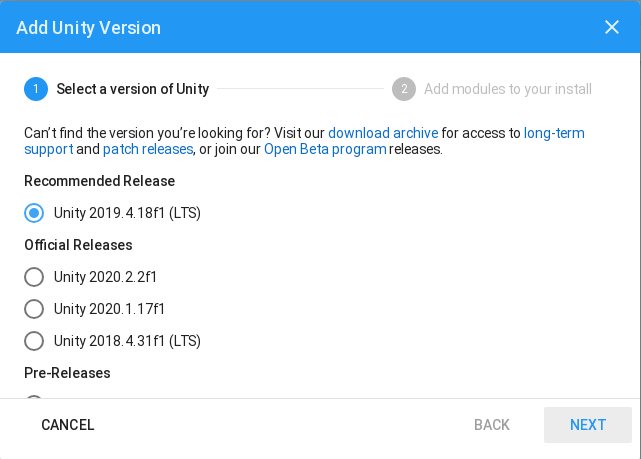 Add Unity Version
1 Select a version of Unity 2 Add modules to your install
Can’t find the version you’re looking for? Visit our download archive for access to long-term
support and patch releases, or join our Open Beta program releases.
Recommended Release
Unity 2019.4.18f1 (LTS)
Official Releases
Unity 2020.2.2f1
Unity 2020.1.17f1
Unity 2018.4.31f1 (LTS)
Pre-Releases
CANCEL BACK NEXT